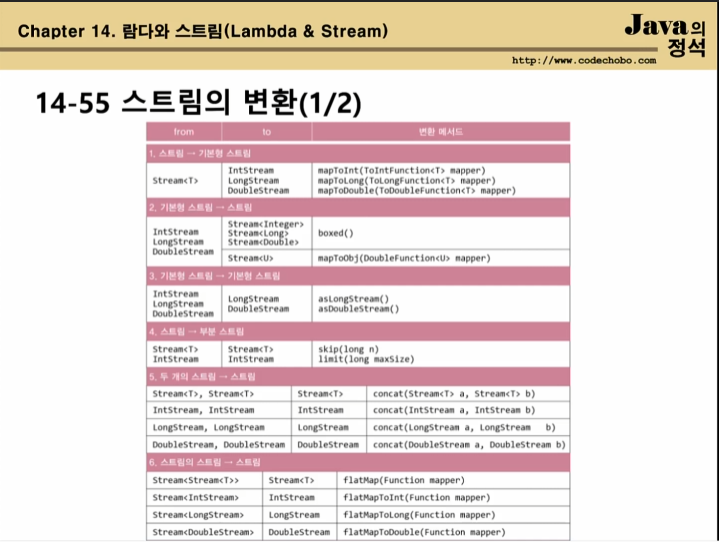 Chapter 14. 람다와 스트림(Lambda & Stream)
Java의
정석
http://www.codechobo.com
14-55 스트림의 변환(1/2)
from to 변환 메서드
1. 스트림 → 기본형 스트림
Stream<T>
IntStream
LongStream
DoubleStream
mapToInt(ToIntFunction<T> mapper)
mapToLong(ToLongFunction<T> mapper)
mapToDouble(ToDoubleFunction<T> mapper)
2. 기본형 스트림 → 스트림
IntStream
LongStream
DoubleStream
Stream<Integer>
Stream<Long>
Stream<Double>
boxed()
Stream<U>
mapToObj(DoubleFunction<U> mapper)
3. 기본형 스트림 → 기본형 스트림
IntStream
LongStream
DoubleStream
LongStream
DoubleStream
asLongStream()
asDoubleStream()
4. 스트림 → 부분 스트림
Stream<T>
IntStream
Stream<T>
IntStream
skip(long n)
limit(long maxSize)
5. 두 개의 스트림 → 스트림
Stream<T>, Stream<T> Stream<T> concat(Stream<T> a, Stream<T> b)
IntStream, IntStream IntStream concat(IntStream a, IntStream b)
LongStream, LongStream LongStream concat(LongStream a, LongStream b)
DoubleStream, DoubleStream DoubleStream concat(DoubleStream a, DoubleStream b)
6. 스트림의 스트림 → 스트림
Stream<Stream<T>> Stream<T> flatMap(Function mapper)
Stream<IntStream> IntStream flatMapToInt(Function mapper)
Stream<LongStream> LongStream flatMapToLong(Function mapper)
Stream<DoubleStream> DoubleStream flatMapToDouble(Function mapper)